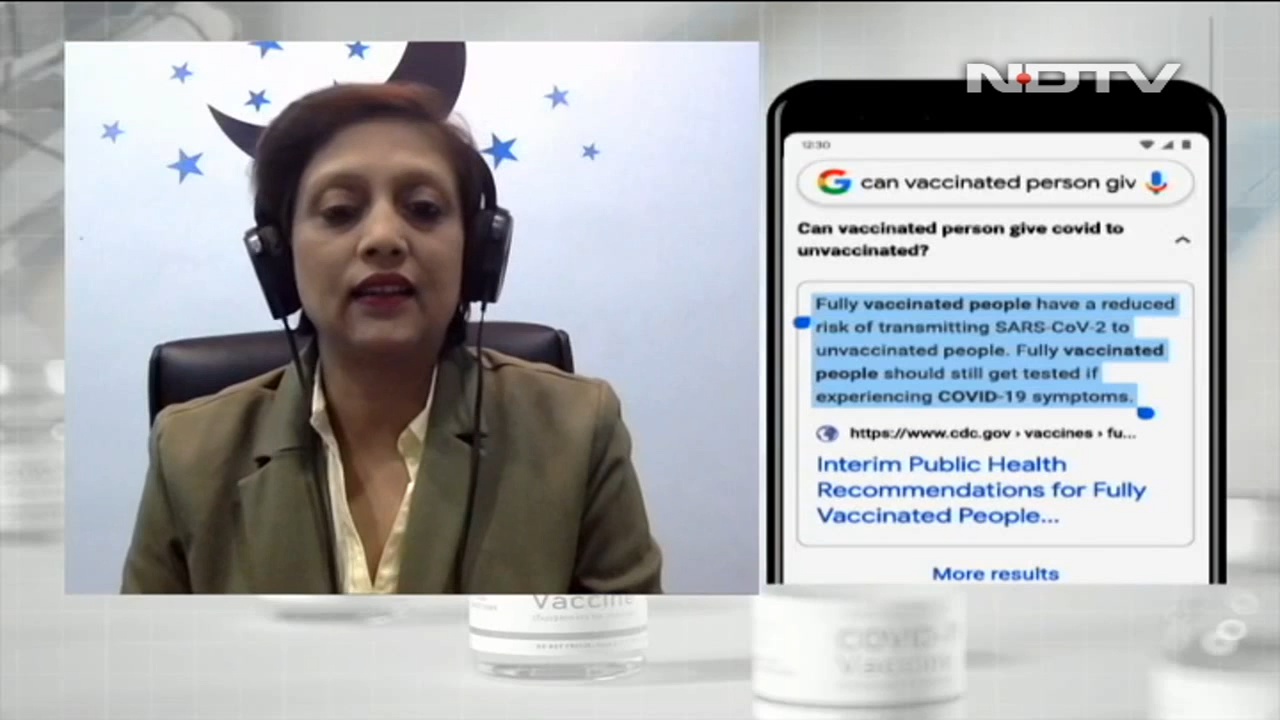 NDTV
12:30
can vaccinated person giv
Can vaccinated person give covid to
unvaccinated?
Fully vaccinated people have a reduced
risk of transmitting SARS-CoV-2 to
unvaccinated people. Fully vaccinated
people should still get tested if
experiencing COVID-19 symptoms.
https://www.cdc.gov › vaccines › fu...
Interim Public Health
Recommendations for Fully
Vaccinated People...
More results
Vaccine